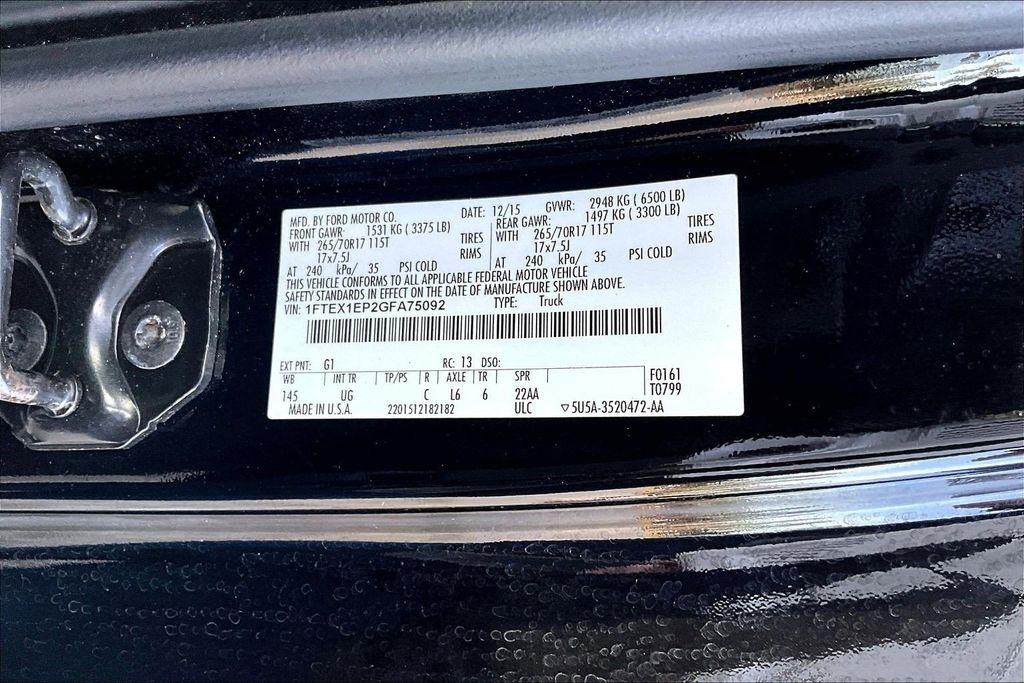 MFD. BY FORD MOTOR CO. DATE: 12/15 GVWR: 2948 KG ( 6500 LB)
FRONT GAWR: 1531 KG ( 3375 LB) REAR GAWR: 1497 KG ( 3300 LB)
WITH 265/70R17 115T TIRES WITH 265/70R17 115T TIRES
17x7.5J RIMS 17x7.5J RIMS
AT 240 kPa/ 35 PSI COLD AT 240 kPa/ 35 PSI COLD
THIS VEHICLE CONFORMS TO ALL APPLICABLE FEDERAL MOTOR VEHICLE
SAFETY STANDARDS IN EFFECT ON THE DATE OF MANUFACTURE SHOWN ABOVE.
VIN: 1FTEX1EP2GFA75092 TYPE: Truck
EXT PNT: G1 RC: 13 DSO:
WB INT TR TP/PS R AXLE TR SPR F0161
145 UG C L6 6 22AA T0799
MADE IN U.S.A. 2201512182182 ULC ▽5U5A-3520472-AA